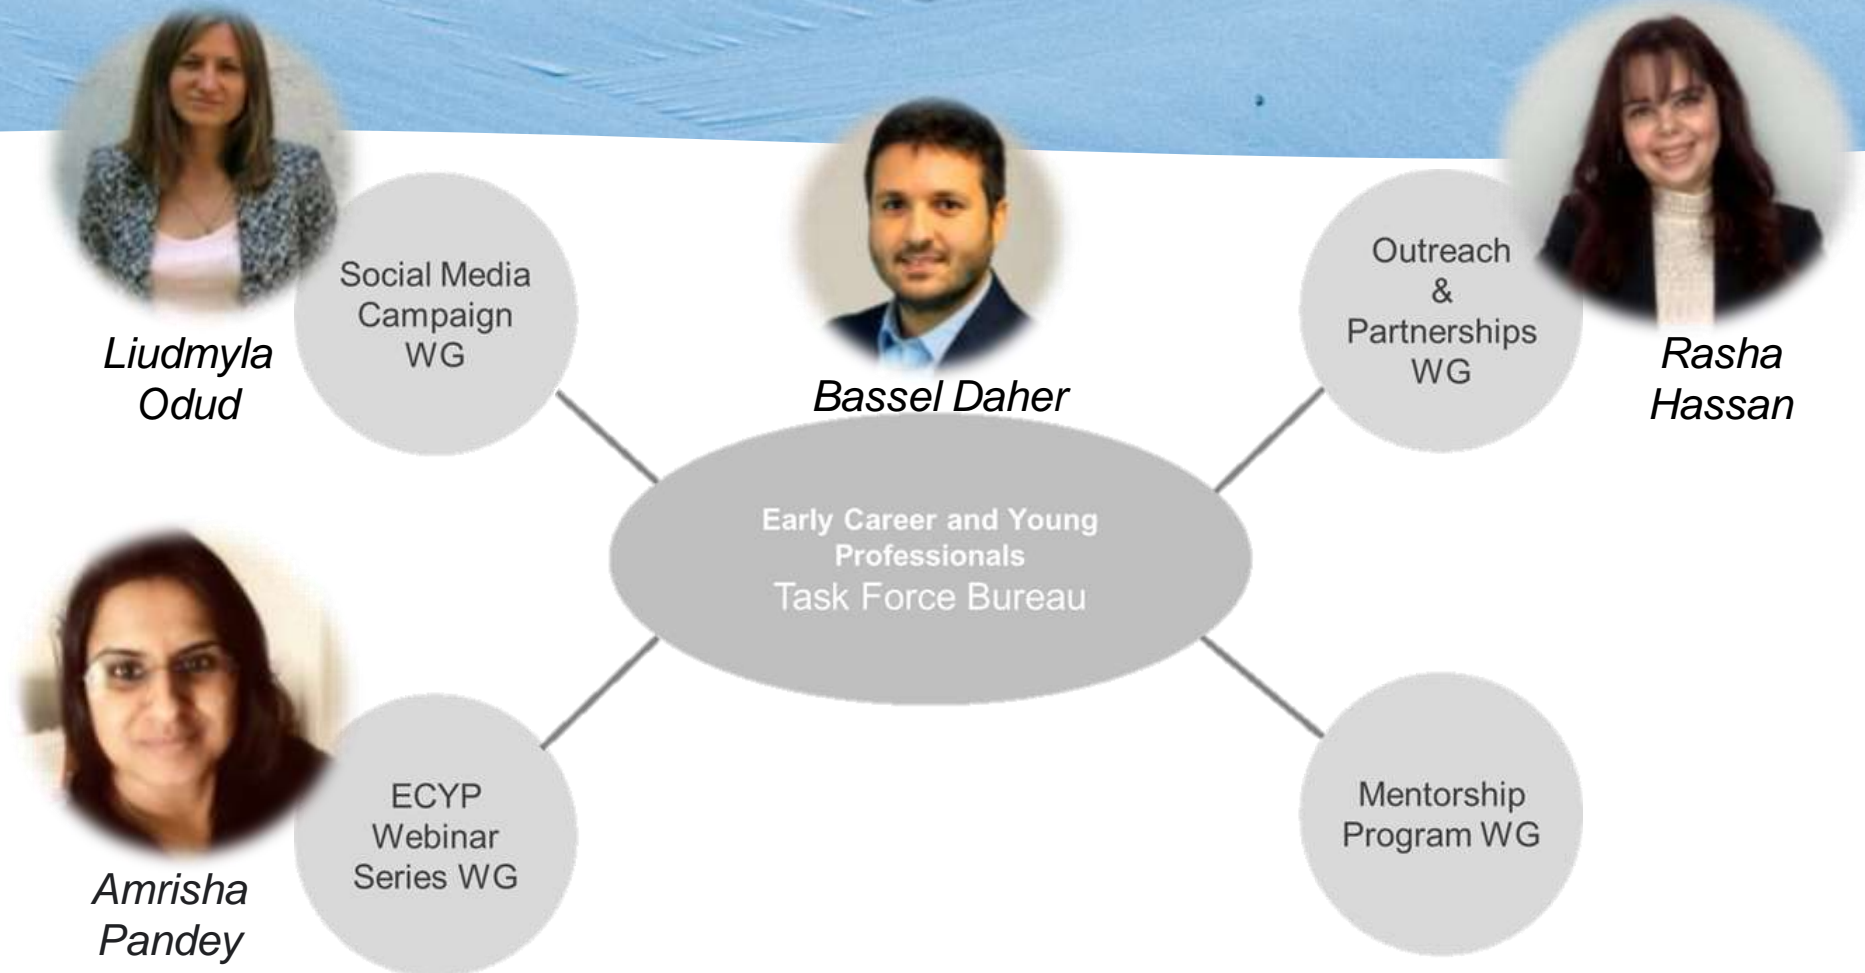 Social Media
Campaign
WG
Liudmyla
Odud
Bassel Daher
Outreach
&
Partnerships
WG
Rasha
Hassan
Early Career and Young
Professionals
Task Force Bureau
ECYP
Webinar
Series WG
Amrisha
Pandey
Mentorship
Program WG